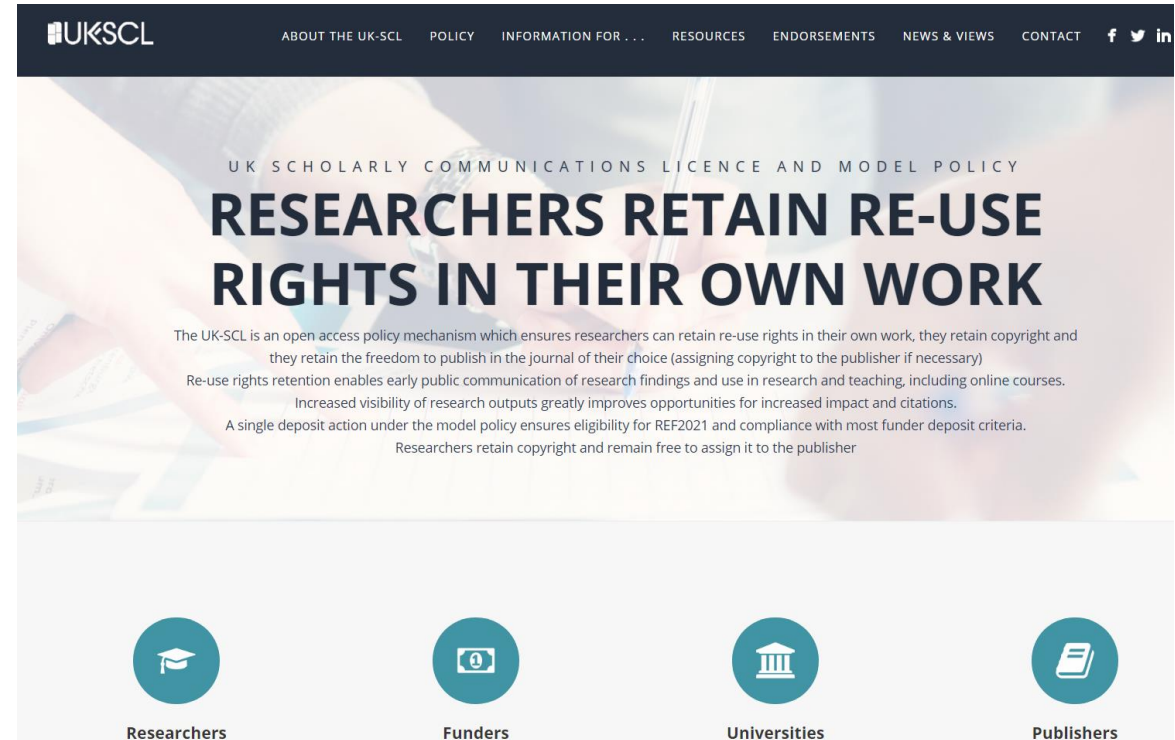 UK-SCL
ABOUT THE UK-SCL POLICY INFORMATION FOR . . . RESOURCES ENDORSEMENTS NEWS & VIEWS CONTACT
UK SCHOLARLY COMMUNICATIONS LICENCE AND MODEL POLICY
RESEARCHERS RETAIN RE-USE
RIGHTS IN THEIR OWN WORK
The UK-SCL is an open access policy mechanism which ensures researchers can retain re-use rights in their own work, they retain copyright and
they retain the freedom to publish in the journal of their choice (assigning copyright to the publisher if necessary)
Re-use rights retention enables early public communication of research findings and use in research and teaching, including online courses.
Increased visibility of research outputs greatly improves opportunities for increased impact and citations.
A single deposit action under the model policy ensures eligibility for REF2021 and compliance with most funder deposit criteria.
Researchers retain copyright and remain free to assign it to the publisher
Researchers Funders Universities Publishers